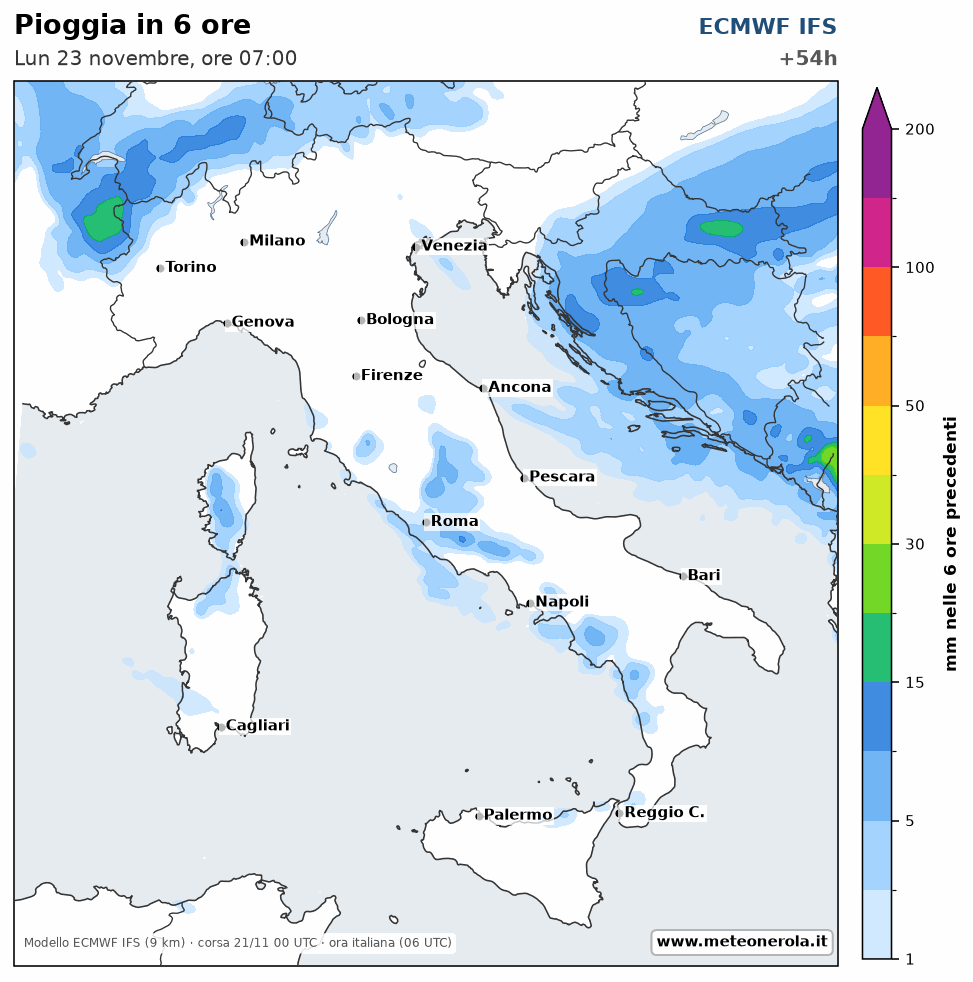 Pioggia in 6 ore
ECMWF IFS
Lun 23 novembre, ore 07:00
+54h
200
100
50
30
15
5
1
mm nelle 6 ore precedenti
Milano
Venezia
Torino
Genova
Bologna
Firenze
Ancona
Pescara
Roma
Bari
Napoli
Cagliari
Palermo
Reggio C.
Modello ECMWF IFS (9 km) · corsa 21/11 00 UTC · ora italiana (06 UTC)
www.meteonerola.it